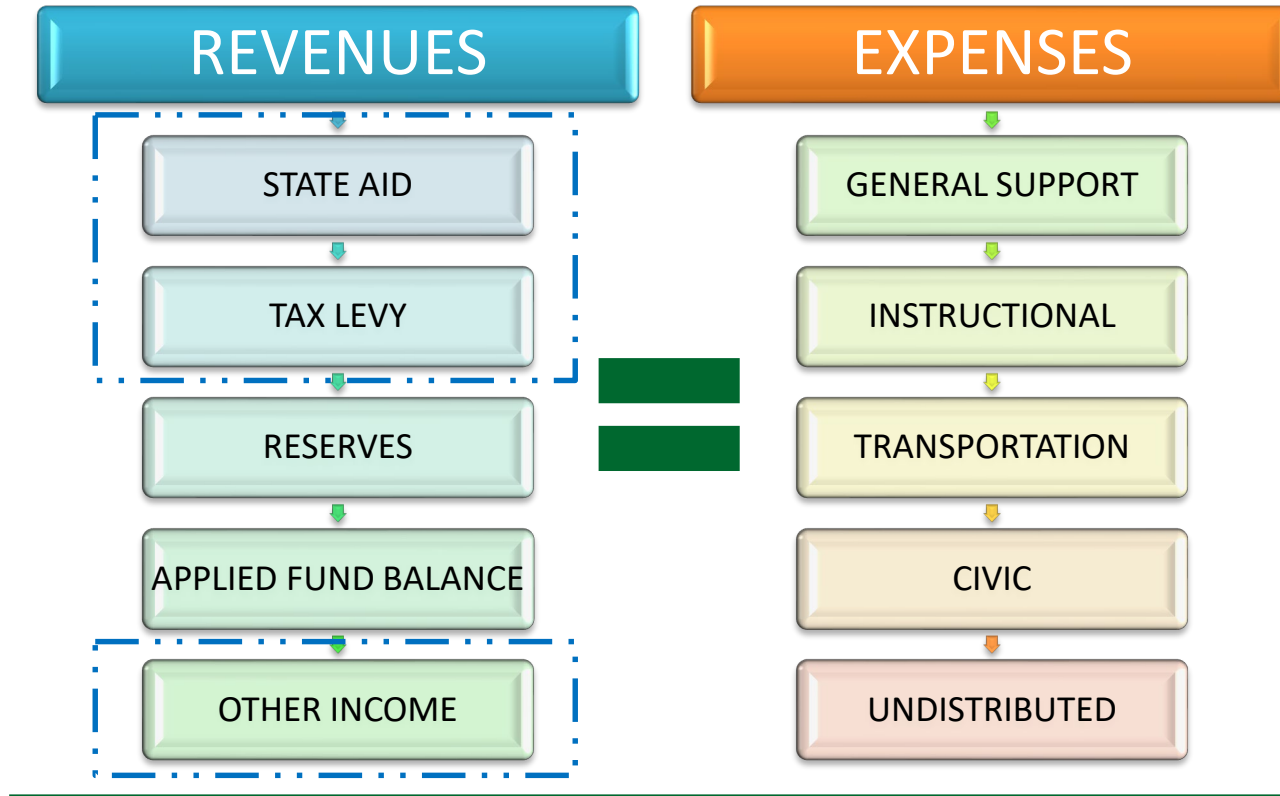 REVENUES
STATE AID
TAX LEVY
RESERVES
APPLIED FUND BALANCE
OTHER INCOME
EXPENSES
GENERAL SUPPORT
INSTRUCTIONAL
TRANSPORTATION
CIVIC
UNDISTRIBUTED